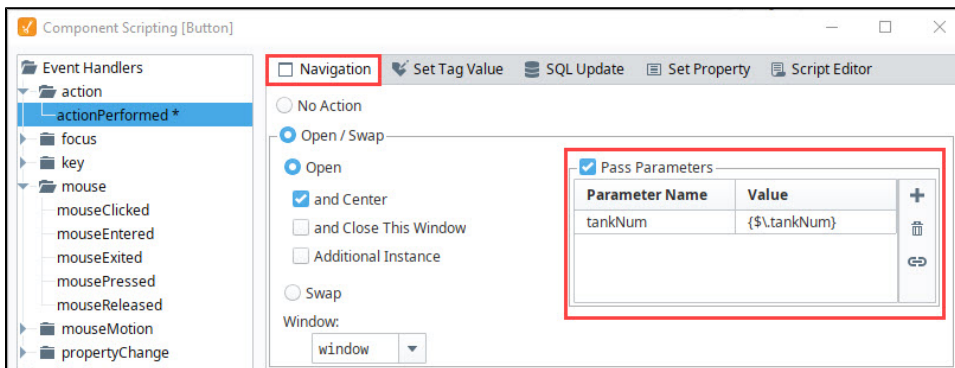 Component Scripting [Button]
Event Handlers
action
actionPerformed *
focus
key
mouse
mouseClicked
mouseEntered
mouseExited
mousePressed
mouseReleased
mouseMotion
propertyChange
Navigation
Set Tag Value
SQL Update
Set Property
Script Editor
No Action
Open / Swap
Open
and Center
and Close This Window
Additional Instance
Swap
Window:
window
Pass Parameters
Parameter Name Value
tankNum {$\.tankNum}